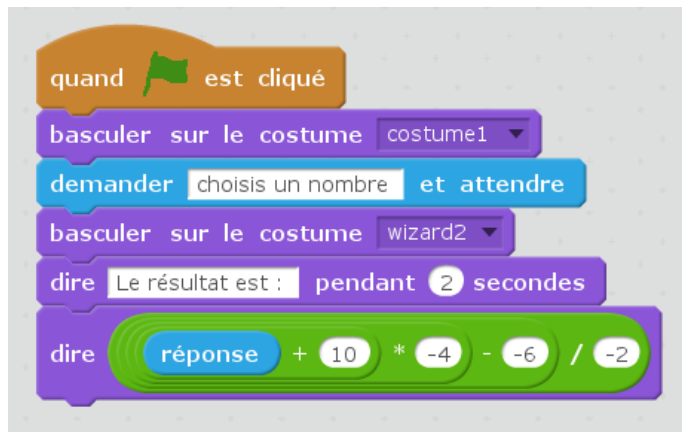 quand est cliqué
basculer sur le costume costume1
demander choisis un nombre et attendre
basculer sur le costume wizard2
dire Le résultat est : pendant 2 secondes
dire réponse + 10 * -4 - -6 / -2